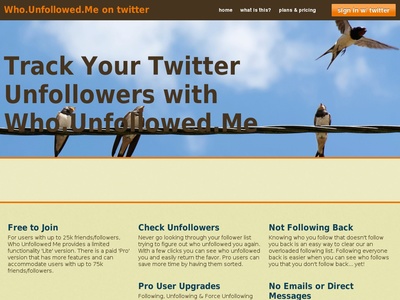 Who.Unfollowed.Me on twitter
home what is this? plans & pricing sign in w. twitter
Track Your Twitter
Unfollowers with
Who.Unfollowed.Me
Free to Join
For users with up to 25k friends/followers,
Who Unfollowed Me provides a limited
functionality 'Lite' version. There is a paid 'Pro'
version that has more features and can
accommodate users with up to 75k
friends/followers.
Check Unfollowers
Never go looking through your follower list
trying to figure out who unfollowed you again.
With a few clicks you can see who unfollowed
you and easily return the favor. Pro users can
save more time by having them sorted.
Not Following Back
Knowing who you follow that doesn't follow
you back is an easy way to clear our an
overloaded following list. Following everyone
back is easier when you can see who follows
you that you don't follow back... yet!
Pro User Upgrades
Following, Unfollowing & Force Unfollowing
No Emails or Direct
Messages